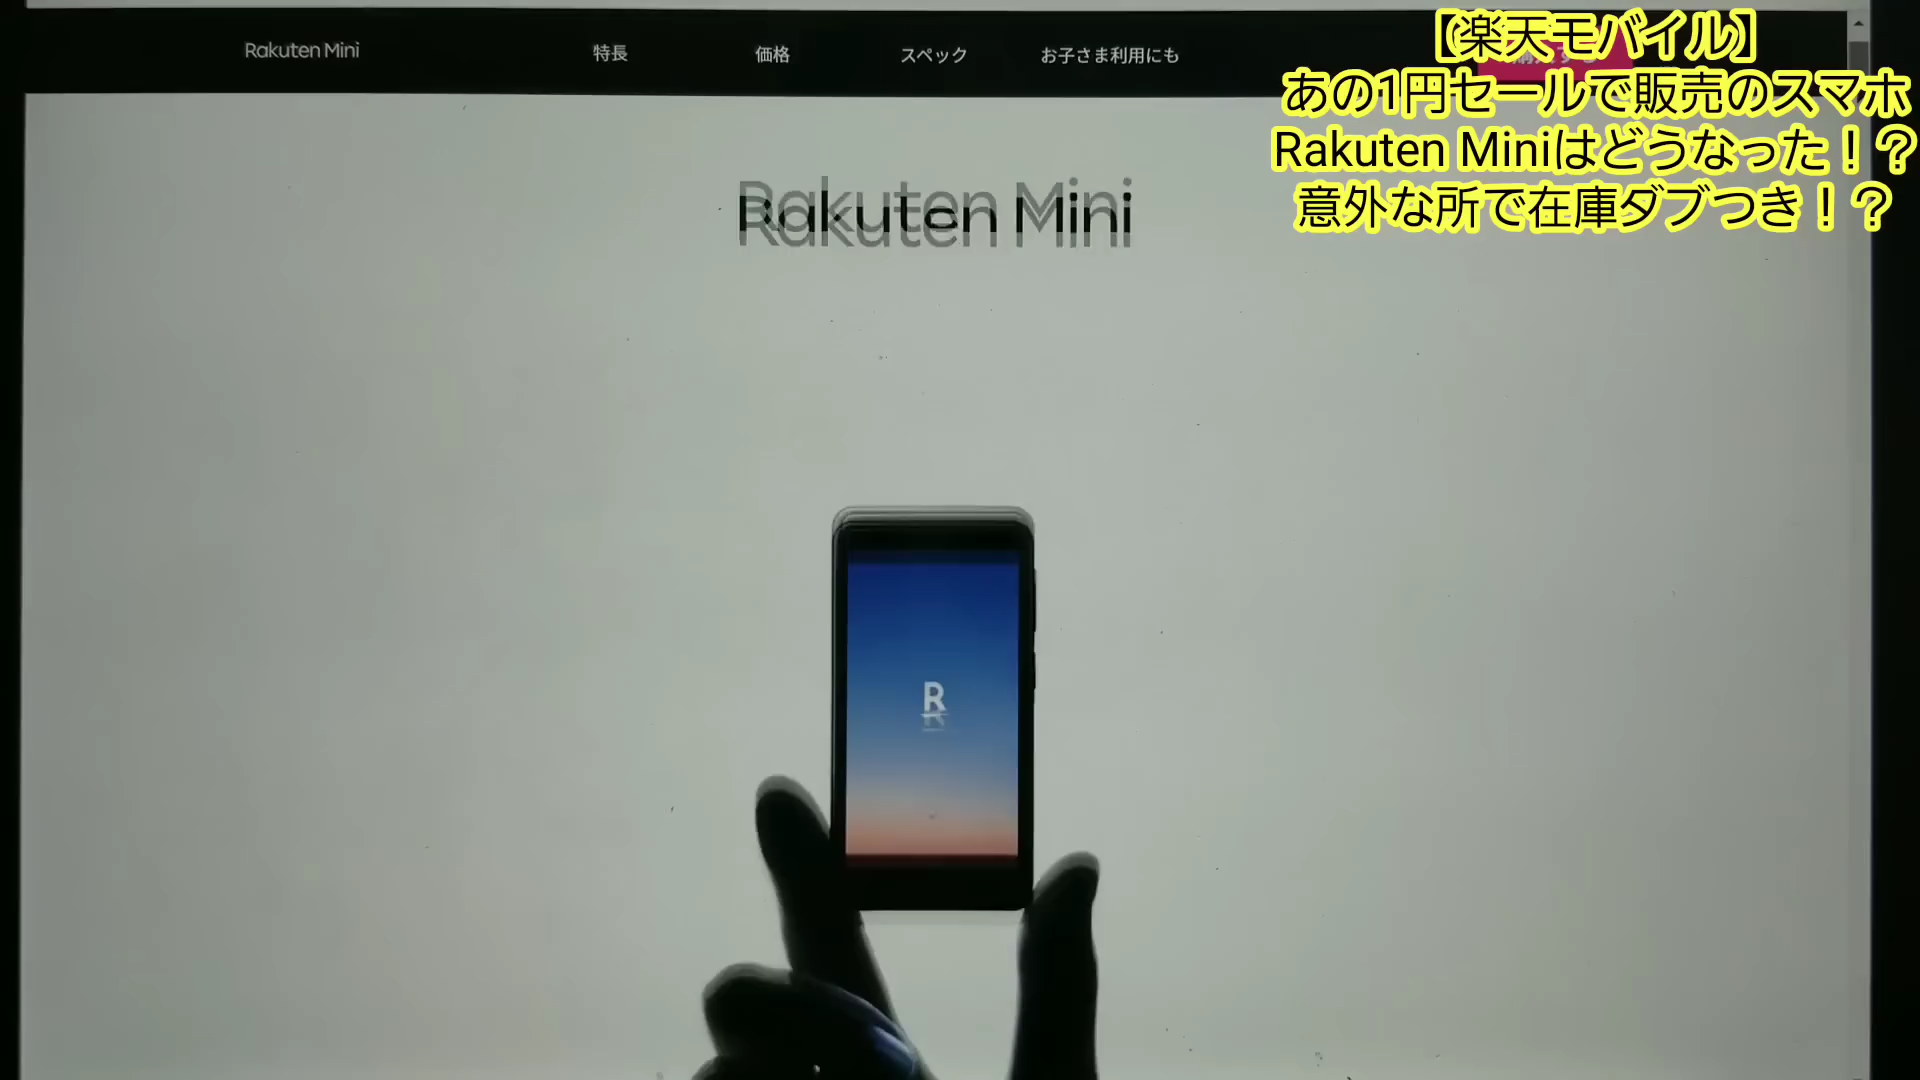 Rakuten Mini
特長
価格
スペック
お子さま利用にも
【楽天モバイル】
あの1円セールで販売のスマホ
Rakuten Miniはどうなった！？
意外な所で在庫ダブつき！？
Rakuten Mini
R